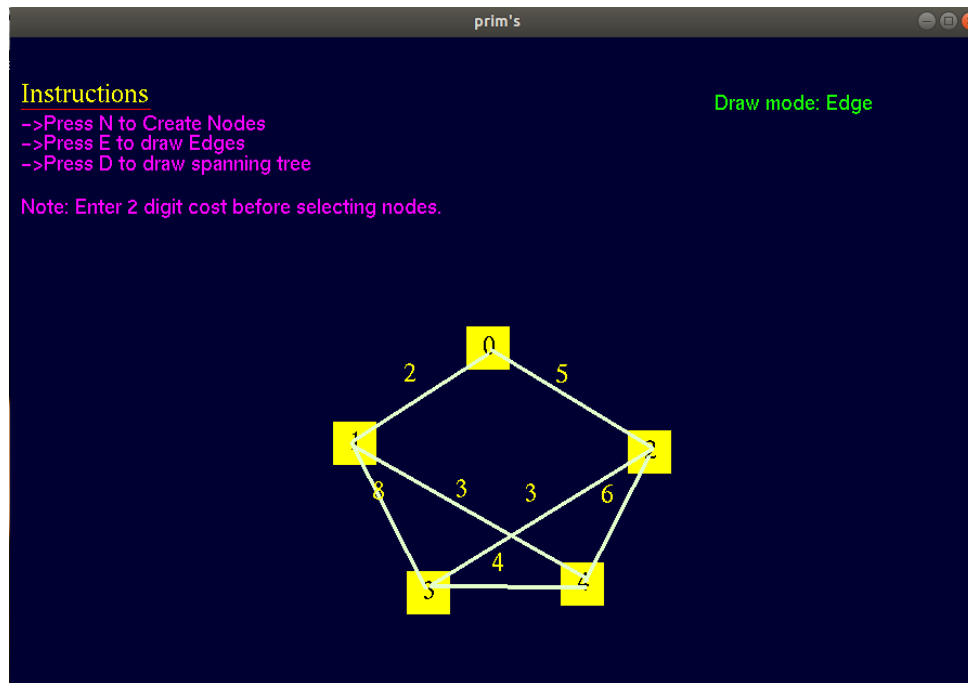 prim's
Instructions
Draw mode: Edge
–>Press N to Create Nodes
–>Press E to draw Edges
–>Press D to draw spanning tree
Note: Enter 2 digit cost before selecting nodes.
0
2
5
1
2
8
3
3
6
4
3
4